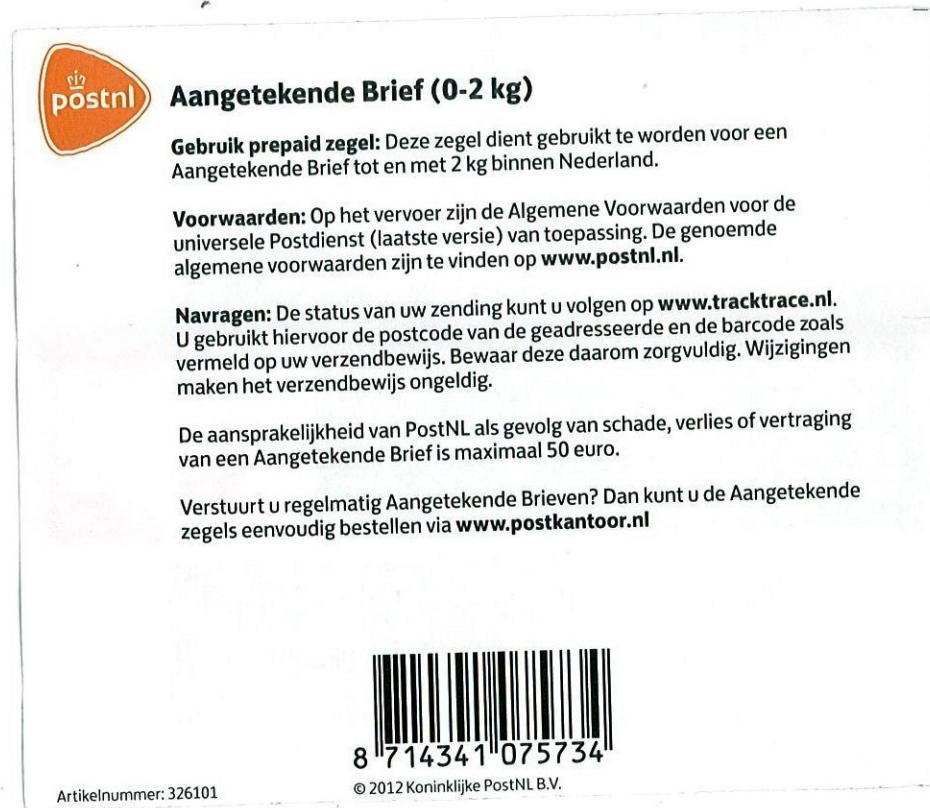 postnl
Aangetekende Brief (0-2 kg)
Gebruik prepaid zegel: Deze zegel dient gebruikt te worden voor een
Aangetekende Brief tot en met 2 kg binnen Nederland.
Voorwaarden: Op het vervoer zijn de Algemene Voorwaarden voor de
universele Postdienst (laatste versie) van toepassing. De genoemde
algemene voorwaarden zijn te vinden op www.postnl.nl.
Navragen: De status van uw zending kunt u volgen op www.tracktrace.nl.
U gebruikt hiervoor de postcode van de geadresseerde en de barcode zoals
vermeld op uw verzendbewijs. Bewaar deze daarom zorgvuldig. Wijzigingen
maken het verzendbewijs ongeldig.
De aansprakelijkheid van PostNL als gevolg van schade, verlies of vertraging
van een Aangetekende Brief is maximaal 50 euro.
Verstuurt u regelmatig Aangetekende Brieven? Dan kunt u de Aangetekende
zegels eenvoudig bestellen via www.postkantoor.nl
8 714341 075734
© 2012 Koninklijke PostNL B.V.
Artikelnummer: 326101